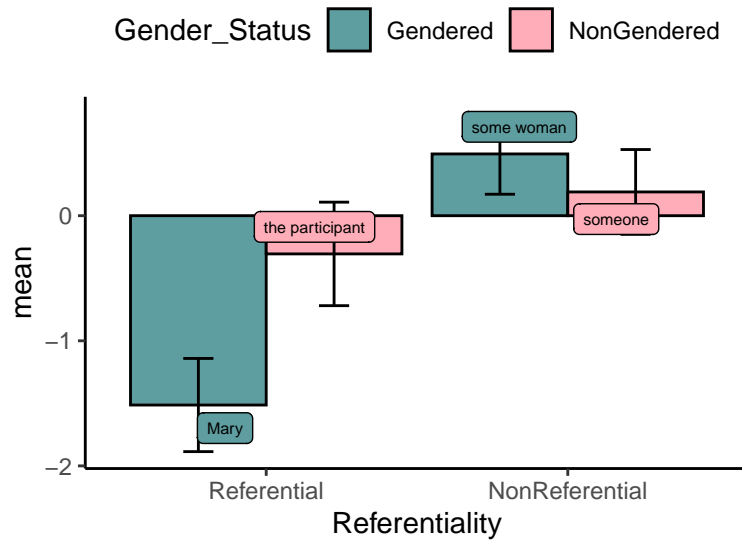 Gender_Status Gendered NonGendered
some woman
0
the participant
someone
mean
−1
Mary
−2
Referential NonReferential
Referentiality